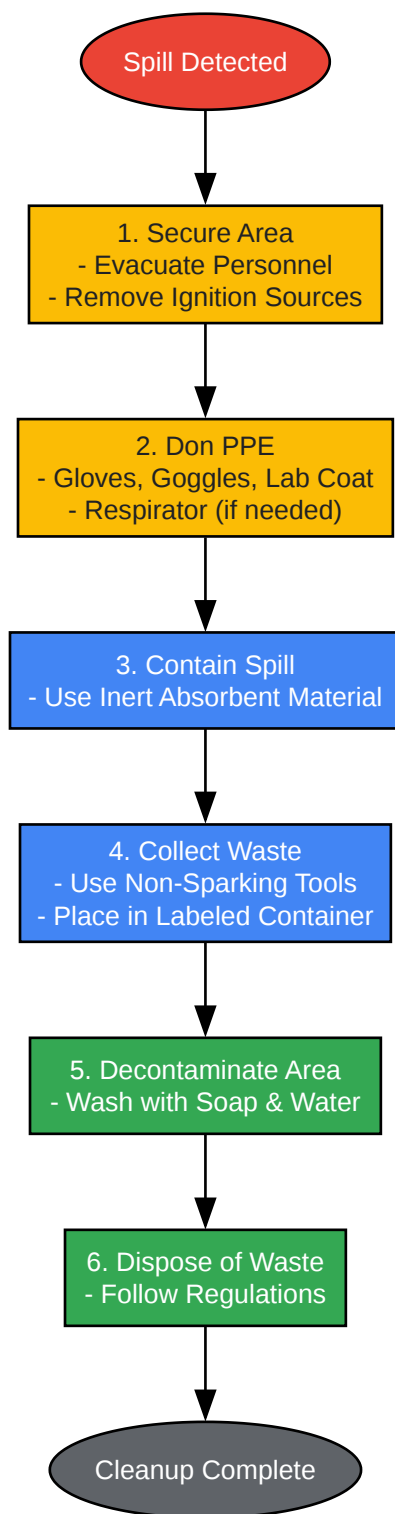 Spill Detected
1. Secure Area
- Evacuate Personnel
- Remove Ignition Sources
2. Don PPE
- Gloves, Goggles, Lab Coat
- Respirator (if needed)
3. Contain Spill
- Use Inert Absorbent Material
4. Collect Waste
- Use Non-Sparking Tools
- Place in Labeled Container
5. Decontaminate Area
- Wash with Soap & Water
6. Dispose of Waste
- Follow Regulations
Cleanup Complete